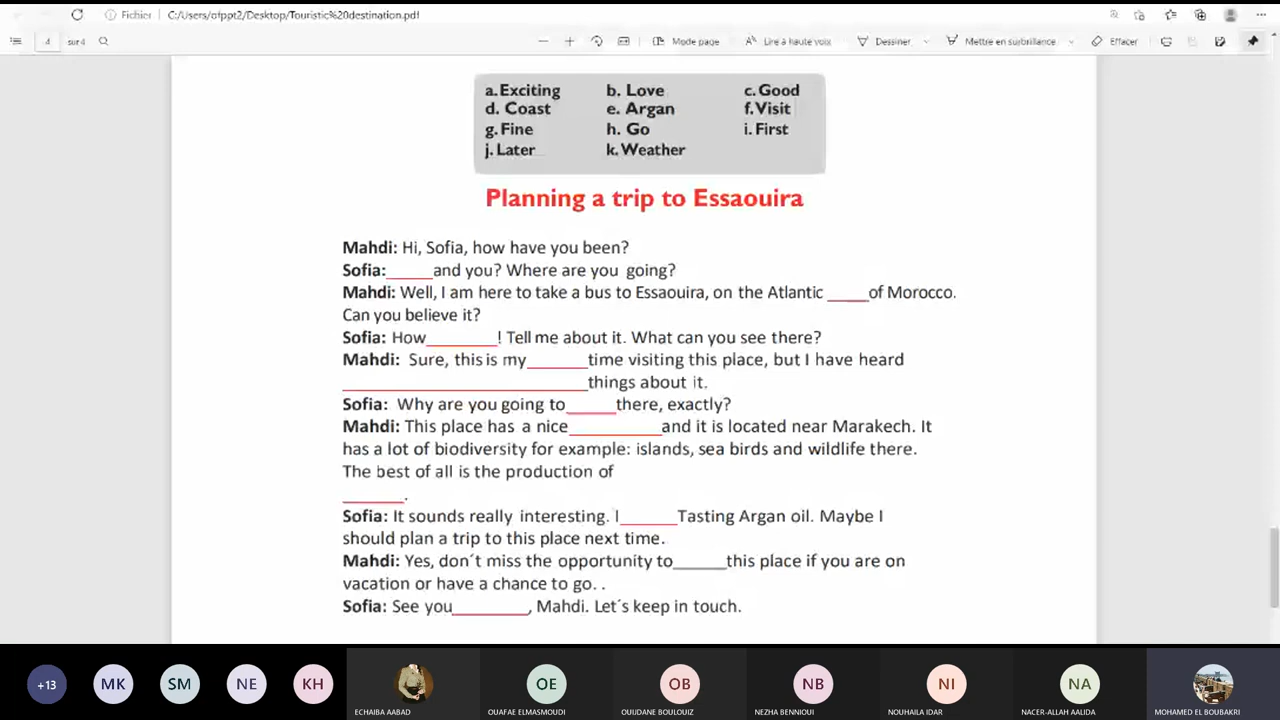 Fichier C:/Users/ofppt2/Desktop/Touristic%20destination.pdf
4 sur 4 Mode page Lire à haute voix Dessiner Mettre en surbrillance Effacer
a. Exciting b. Love c. Good
d. Coast e. Argan f. Visit
g. Fine h. Go i. First
j. Later k. Weather
Planning a trip to Essaouira
Mahdi: Hi, Sofia, how have you been?
Sofia:_____and you? Where are you going?
Mahdi: Well, I am here to take a bus to Essaouira, on the Atlantic ____of Morocco.
Can you believe it?
Sofia: How________! Tell me about it. What can you see there?
Mahdi: Sure, this is my_______time visiting this place, but I have heard
____________________________things about it.
Sofia: Why are you going to_____there, exactly?
Mahdi: This place has a nice__________and it is located near Marakech. It
has a lot of biodiversity for example: islands, sea birds and wildlife there.
The best of all is the production of
_______.
Sofia: It sounds really interesting. I______Tasting Argan oil. Maybe I
should plan a trip to this place next time.
Mahdi: Yes, don´t miss the opportunity to______this place if you are on
vacation or have a chance to go. .
Sofia: See you_________, Mahdi. Let´s keep in touch.
+13 MK SM NE KH OE OB NB NI NA
ECHAIBA AABAD OUAFAE ELMASMOUDI OUIJDANE BOULOUIZ NEZHA BENNIOUI NOUHAILA IDAR NACER-ALLAH AALIDA MOHAMED EL BOUBAKRI